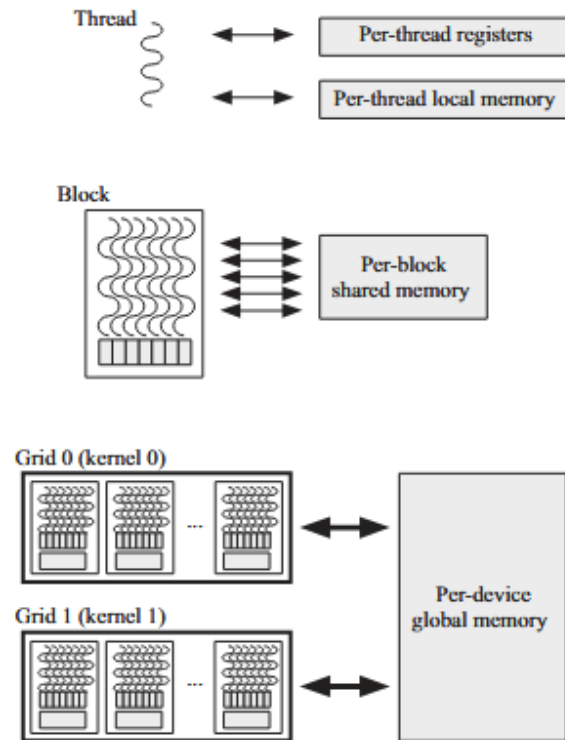 Thread
Per-thread registers
Per-thread local memory
Block
Per-block
shared memory
Grid 0 (kernel 0)
...
Per-device
global memory
Grid 1 (kernel 1)
...